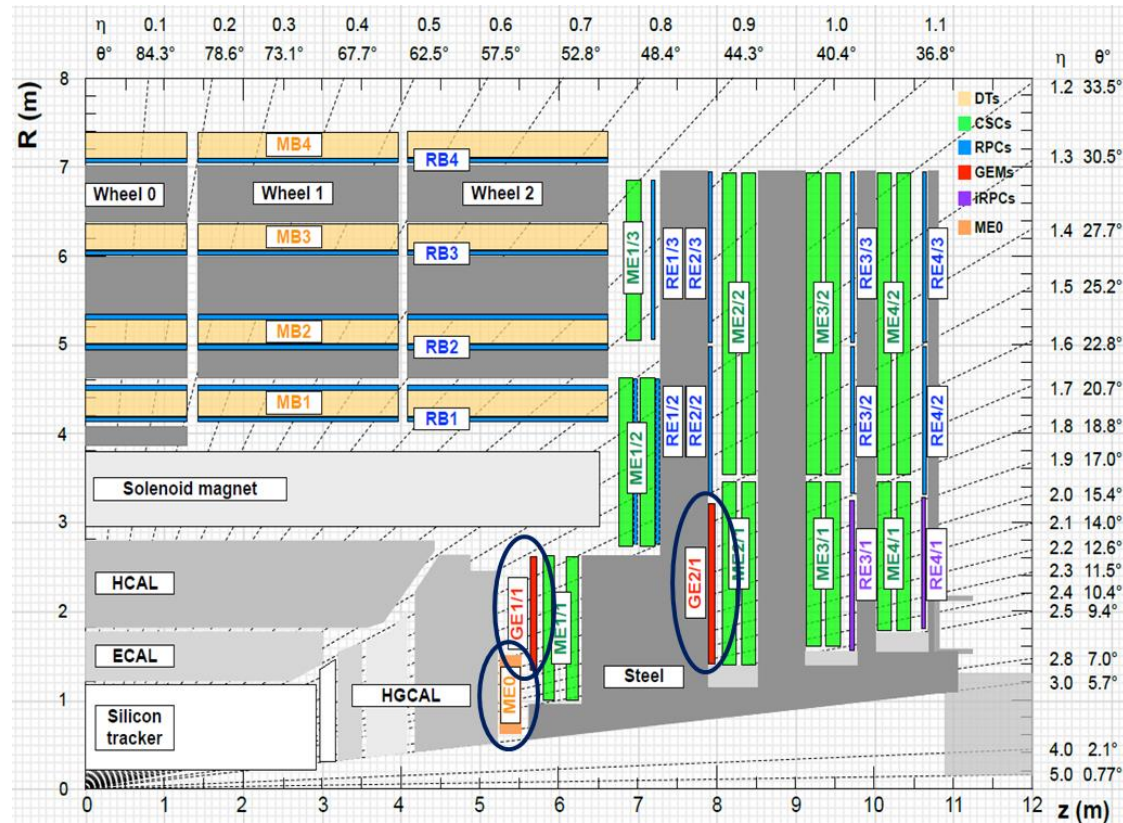 η 0.1 0.2 0.3 0.4 0.5 0.6 0.7 0.8 0.9 1.0 1.1
θ° 84.3° 78.6° 73.1° 67.7° 62.5° 57.5° 52.8° 48.4° 44.3° 40.4° 36.8° η θ°
R (m)
8
7
6
5
4
3
2
1
0
1.2 33.5°
1.3 30.5°
1.4 27.7°
1.5 25.2°
1.6 22.8°
1.7 20.7°
1.8 18.8°
1.9 17.0°
2.0 15.4°
2.1 14.0°
2.2 12.6°
2.3 11.5°
2.4 10.4°
2.5 9.4°
2.8 7.0°
3.0 5.7°
4.0 2.1°
5.0 0.77°
DTs
CSCs
RPCs
GEMs
iRPCs
ME0
MB4
RB4
Wheel 0 Wheel 1 Wheel 2
MB3
RB3
MB2
RB2
MB1
RB1
Solenoid magnet
HCAL
ECAL
Silicon
tracker
HGCAL
Steel
ME1/3
RE1/3
RE2/3
ME2/2
ME3/2
RE3/3
ME4/2
RE4/3
ME1/2
RE1/2
RE2/2
RE3/2
RE4/2
GE1/1
ME1/1
ME0
GE2/1
ME2/1
ME3/1
RE3/1
ME4/1
RE4/1
0 1 2 3 4 5 6 7 8 9 10 11 12 z (m)